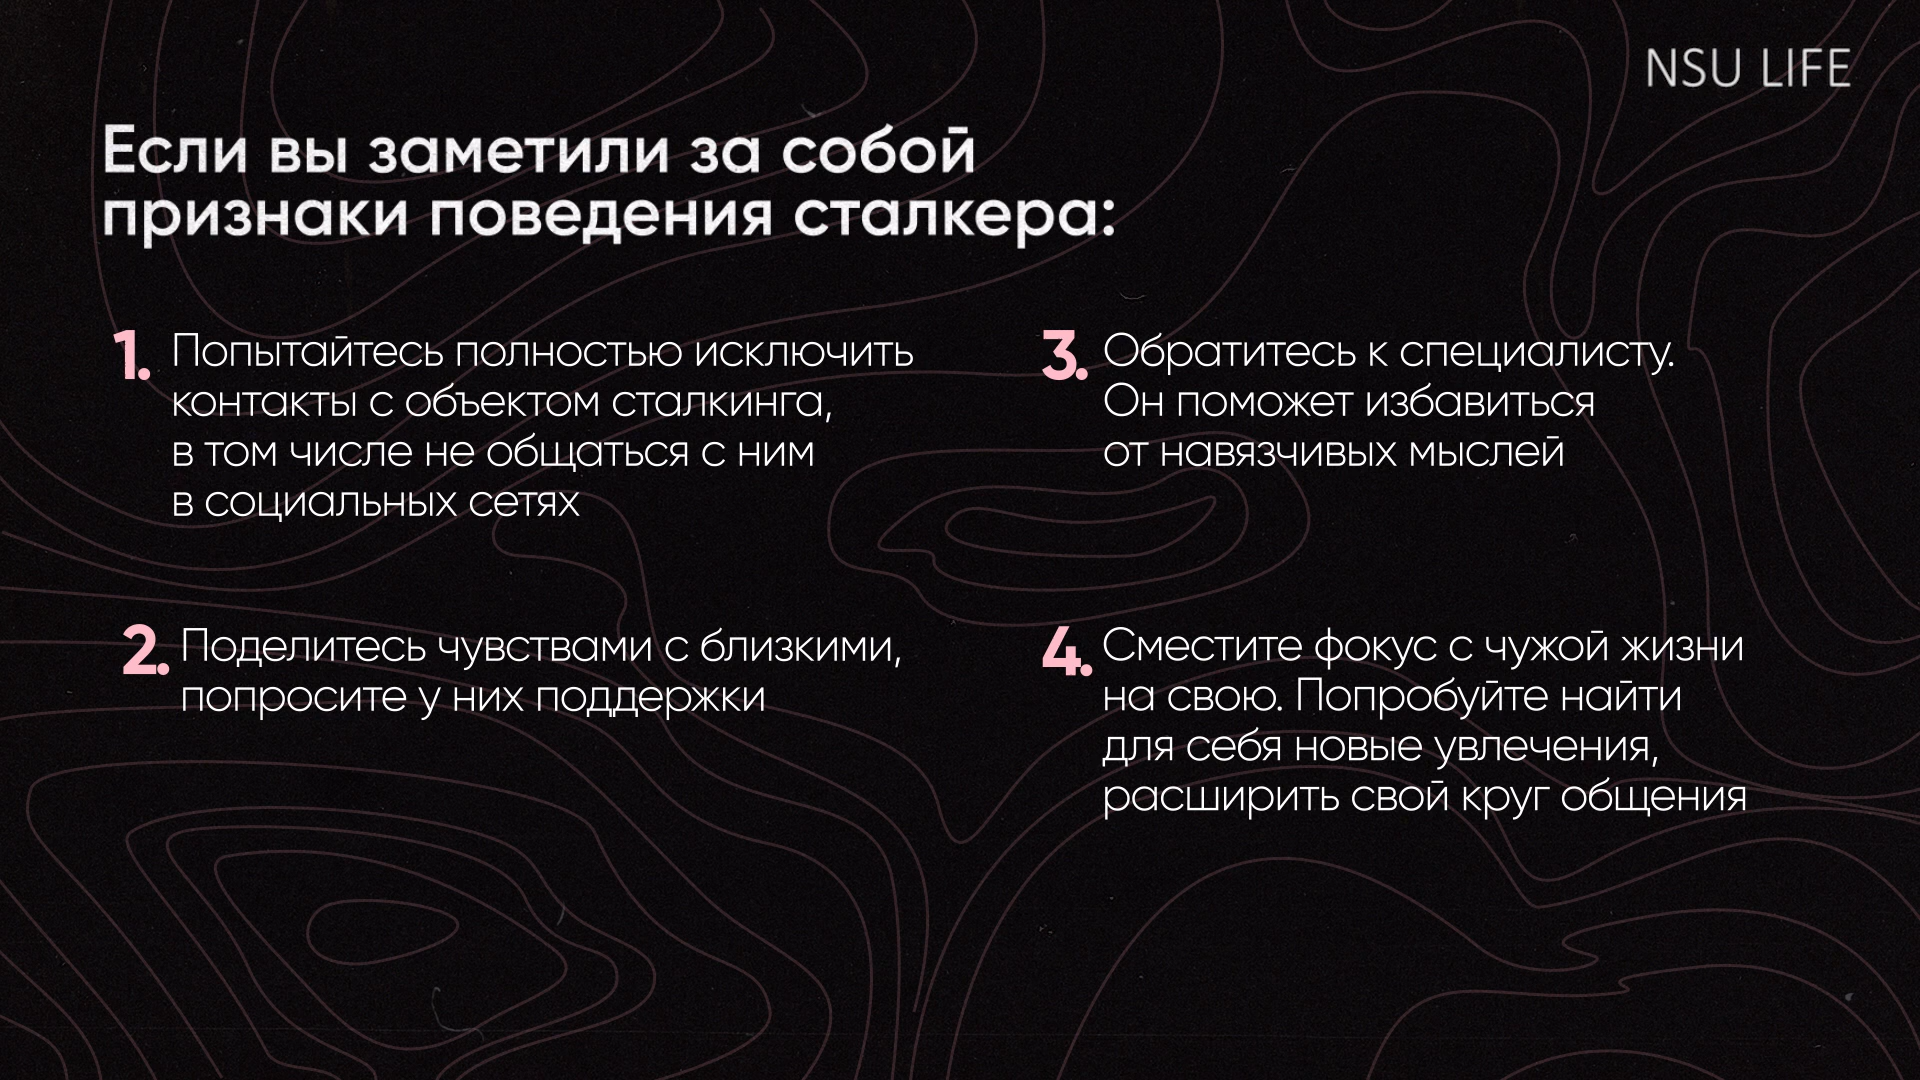 NSU LIFE
Если вы заметили за собой
признаки поведения сталкера:
1. Попытайтесь полностью исключить
контакты с объектом сталкинга,
в том числе не общаться с ним
в социальных сетях
2. Поделитесь чувствами с близкими,
попросите у них поддержки
3. Обратитесь к специалисту.
Он поможет избавиться
от навязчивых мыслей
4. Сместите фокус с чужой жизни
на свою. Попробуйте найти
для себя новые увлечения,
расширить свой круг общения